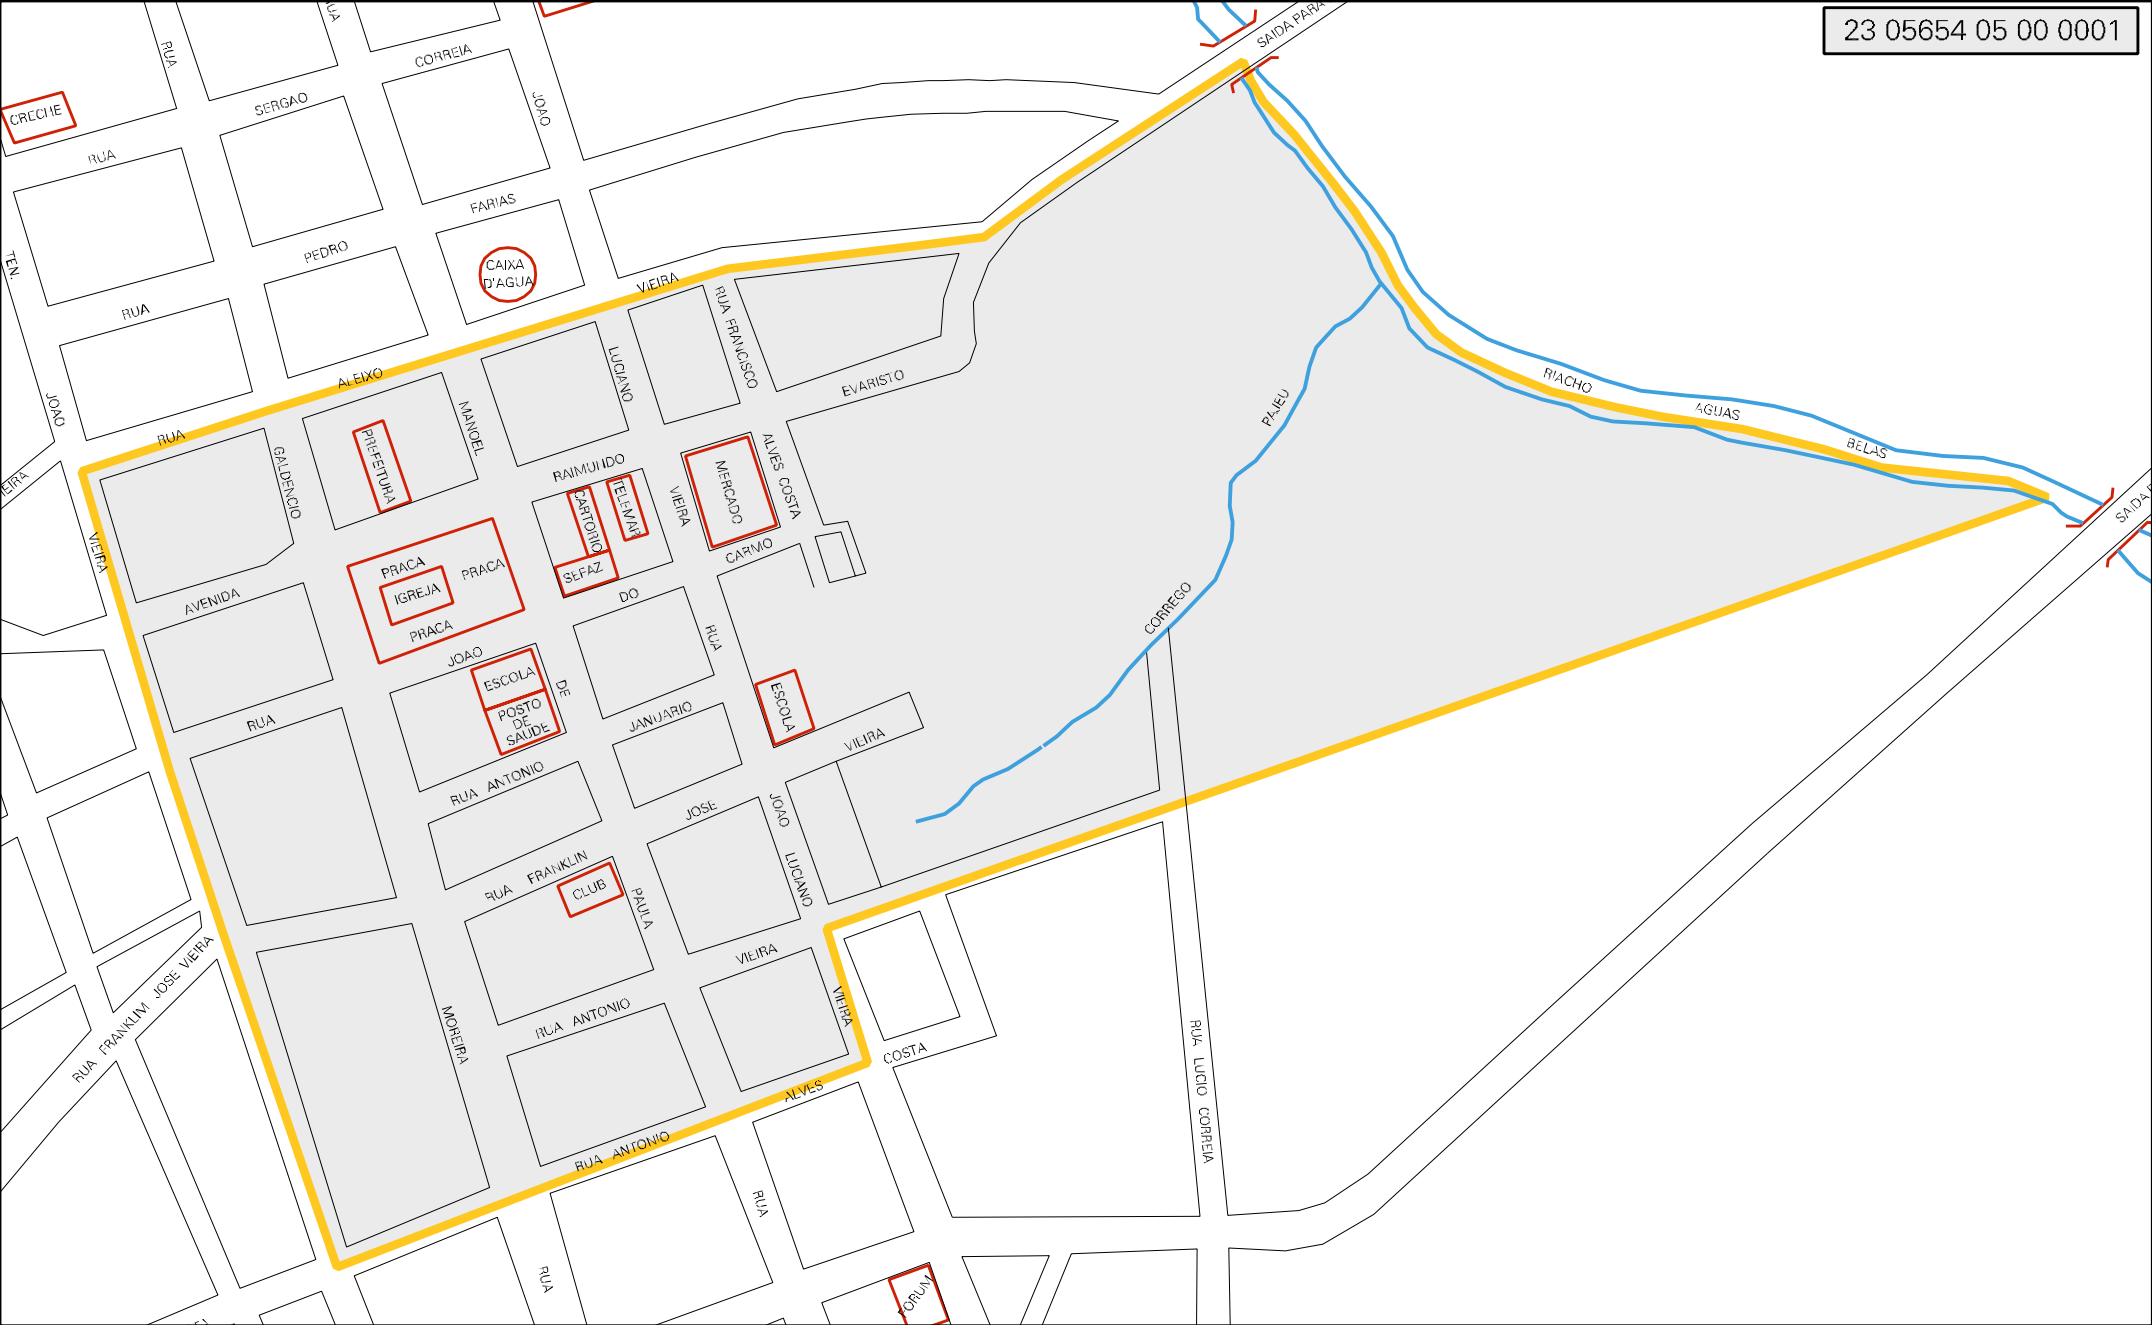 23 05654 05 00 0001
SAIDA PARA
RUA
CORREIA
SERGAO
JOAO
CRECHE
RUA
FARIAS
PEDRO
TEN.
CAIXA
D'AGUA
VIEIRA
RUA
RUA FRANCISCO
LUCIANO
ALEIXO
EVARISTO
RIACHO
AGUAS
BELAS
PAJEU
JOAO
MANOEL
RUA
GALDENCIO
PREFEITURA
RAIMUNDO
ALVES COSTA
MERCADO
TELEMAR
CARTORIO
VIEIRA
EIRA
VIEIRA
CARMO
SEFAZ
PRACA
PRACA
IGREJA
PRACA
AVENIDA
DO
CORREGO
RUA
JOAO
ESCOLA
DE
ESCOLA
POSTO
DE
SAUDE
RUA
JANUARIO
VIEIRA
RUA ANTONIO
JOSE
JOAO
LUCIANO
RUA FRANKLIN
CLUB
PAULA
VIEIRA
RUA FRANKLIM JOSE VIEIRA
RUA ANTONIO
MOREIRA
VIEIRA
COSTA
ALVES
RUA ANTONIO
RUA LUCIO CORREIA
RUA
RUA
FORUM